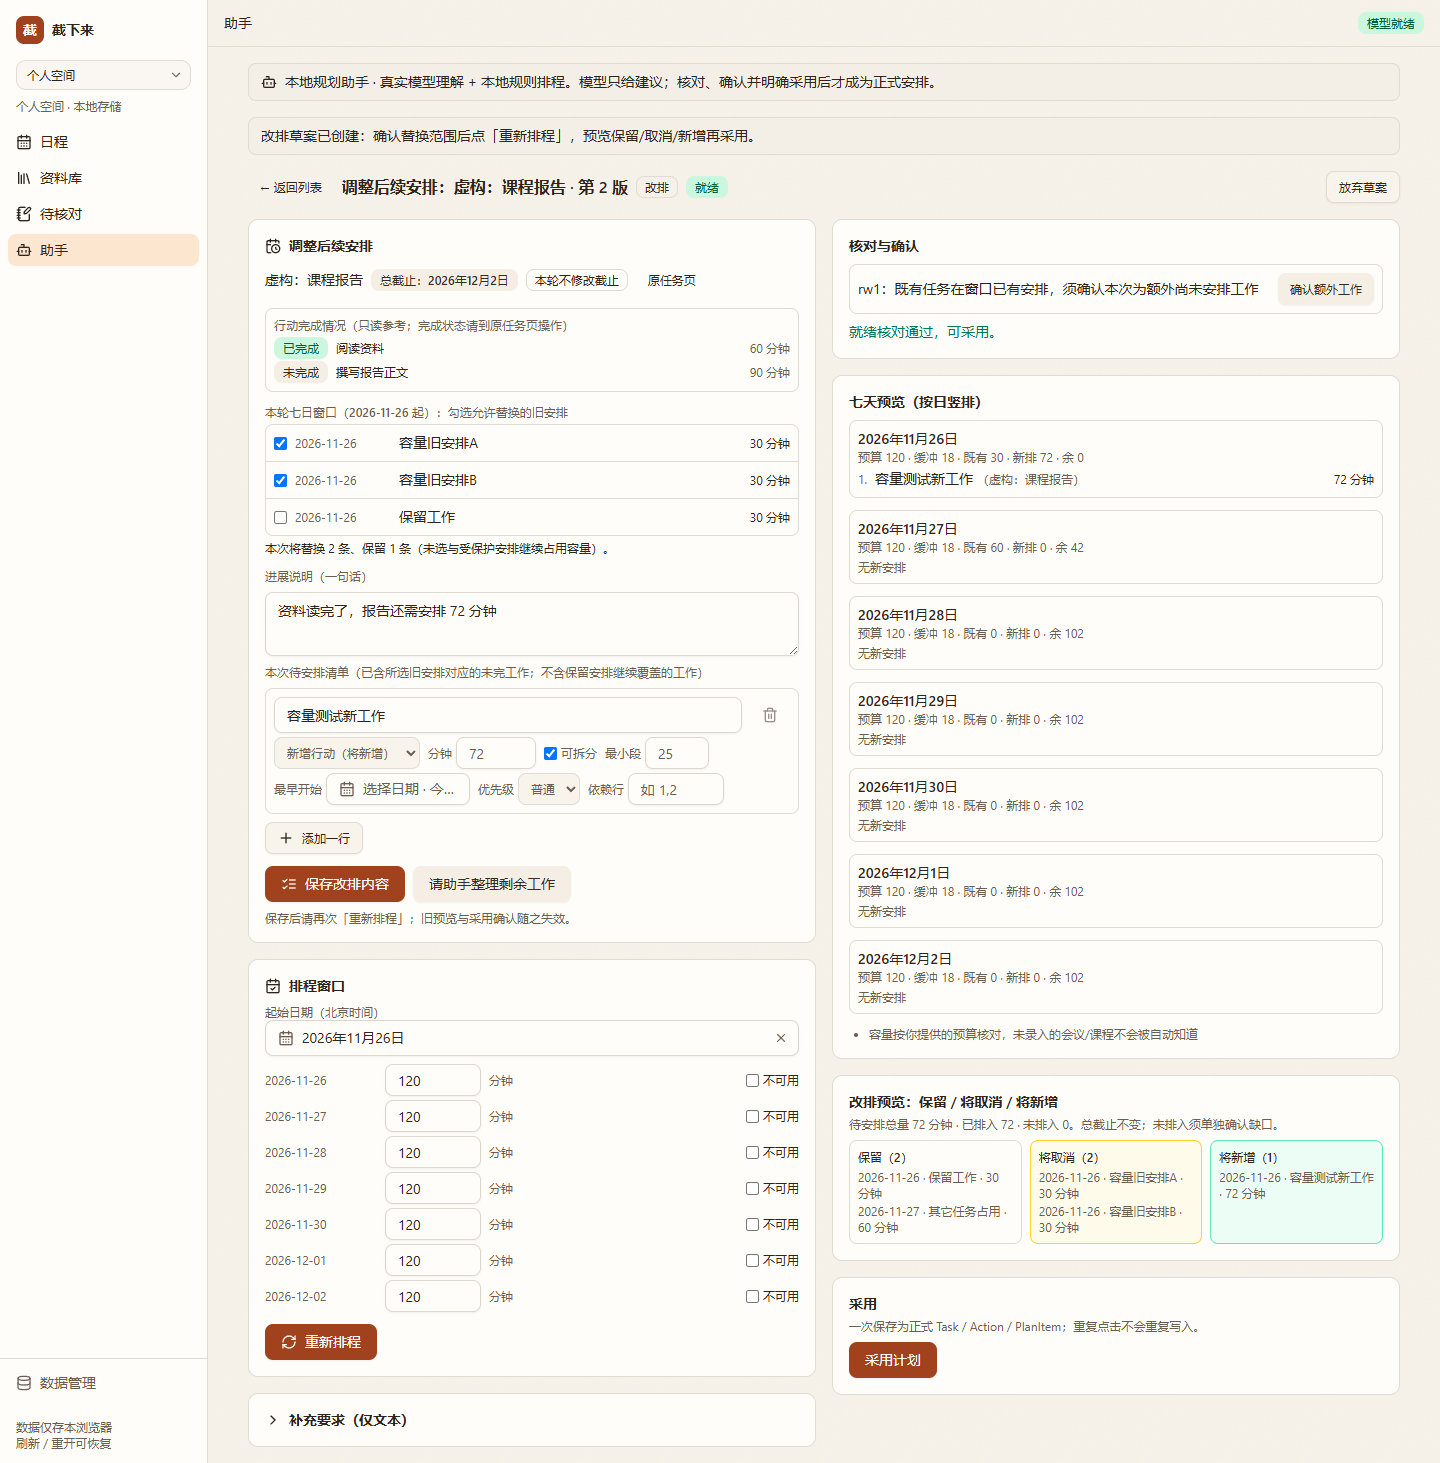 截 截下来
个人空间
个人空间 · 本地存储
日程
资料库
待核对
助手
数据管理
数据仅存本浏览器
刷新 / 重开可恢复
助手
模型就绪
本地规划助手 · 真实模型理解 + 本地规则排程。模型只给建议；核对、确认并明确采用后才成为正式安排。
改排草案已创建：确认替换范围后点「重新排程」，预览保留/取消/新增再采用。
← 返回列表 调整后续安排：虚构：课程报告 · 第 2 版 改排 就绪 放弃草案
调整后续安排
虚构：课程报告 总截止：2026年12月2日 本轮不修改截止 原任务页
行动完成情况（只读参考；完成状态请到原任务页操作）
已完成 阅读资料 60 分钟
未完成 撰写报告正文 90 分钟
本轮七日窗口（2026-11-26 起）：勾选允许替换的旧安排
2026-11-26 容量旧安排A 30 分钟
2026-11-26 容量旧安排B 30 分钟
2026-11-26 保留工作 30 分钟
本次将替换 2 条、保留 1 条（未选与受保护安排继续占用容量）。
进展说明（一句话）
资料读完了，报告还需安排 72 分钟
本次待安排清单（已含所选旧安排对应的未完工作；不含保留安排继续覆盖的工作）
容量测试新工作
新增行动（将新增） 分钟 72 可拆分 最小段 25
最早开始 选择日期 · 今... 优先级 普通 依赖行 如 1,2
添加一行
保存改排内容 请助手整理剩余工作
保存后请再次「重新排程」；旧预览与采用确认随之失效。
排程窗口
起始日期（北京时间）
2026年11月26日
2026-11-26 120 分钟 不可用
2026-11-27 120 分钟 不可用
2026-11-28 120 分钟 不可用
2026-11-29 120 分钟 不可用
2026-11-30 120 分钟 不可用
2026-12-01 120 分钟 不可用
2026-12-02 120 分钟 不可用
重新排程
补充要求（仅文本）
核对与确认
rw1：既有任务在窗口已有安排，须确认本次为额外尚未安排工作 确认额外工作
就绪核对通过，可采用。
七天预览（按日竖排）
2026年11月26日
预算 120 · 缓冲 18 · 既有 30 · 新排 72 · 余 0
1. 容量测试新工作 （虚构：课程报告） 72 分钟
2026年11月27日
预算 120 · 缓冲 18 · 既有 60 · 新排 0 · 余 42
无新安排
2026年11月28日
预算 120 · 缓冲 18 · 既有 0 · 新排 0 · 余 102
无新安排
2026年11月29日
预算 120 · 缓冲 18 · 既有 0 · 新排 0 · 余 102
无新安排
2026年11月30日
预算 120 · 缓冲 18 · 既有 0 · 新排 0 · 余 102
无新安排
2026年12月1日
预算 120 · 缓冲 18 · 既有 0 · 新排 0 · 余 102
无新安排
2026年12月2日
预算 120 · 缓冲 18 · 既有 0 · 新排 0 · 余 102
无新安排
• 容量按你提供的预算核对，未录入的会议/课程不会被自动知道
改排预览：保留 / 将取消 / 将新增
待安排总量 72 分钟 · 已排入 72 · 未排入 0。总截止不变；未排入须单独确认缺口。
保留（2）
2026-11-26 · 保留工作 · 30
分钟
2026-11-27 · 其它任务占用 ·
60 分钟
将取消（2）
2026-11-26 · 容量旧安排A ·
30 分钟
2026-11-26 · 容量旧安排B ·
30 分钟
将新增（1）
2026-11-26 · 容量测试新工作
· 72 分钟
采用
一次保存为正式 Task / Action / PlanItem；重复点击不会重复写入。
采用计划